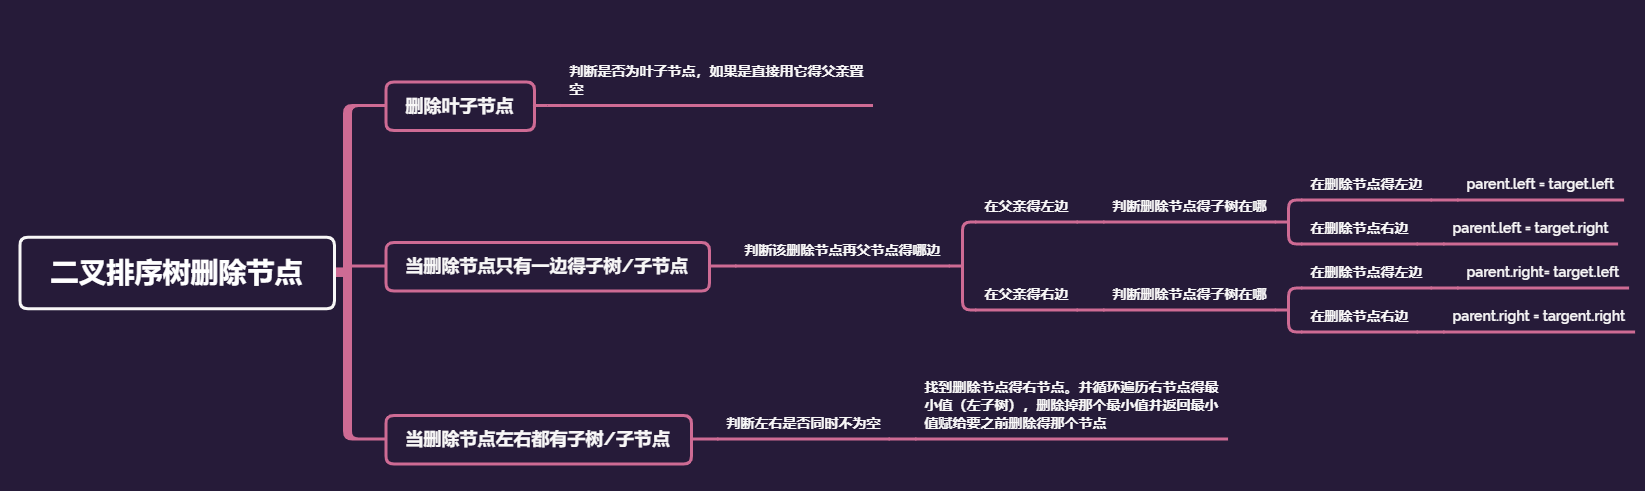 二叉排序树删除节点
删除叶子节点
判断是否为叶子节点，如果是直接用它得父亲置
空
当删除节点只有一边得子树/子节点
判断该删除节点再父节点得哪边
在父亲得左边
判断删除节点得子树在哪
在删除节点得左边
parent.left = target.left
在删除节点右边
parent.left = target.right
在父亲得右边
判断删除节点得子树在哪
在删除节点得左边
parent.right= target.left
在删除节点右边
parent.right = targent.right
当删除节点左右都有子树/子节点
判断左右是否同时不为空
找到删除节点得右节点。并循环遍历右节点得最
小值（左子树），删除掉那个最小值并返回最小
值赋给要之前删除得那个节点